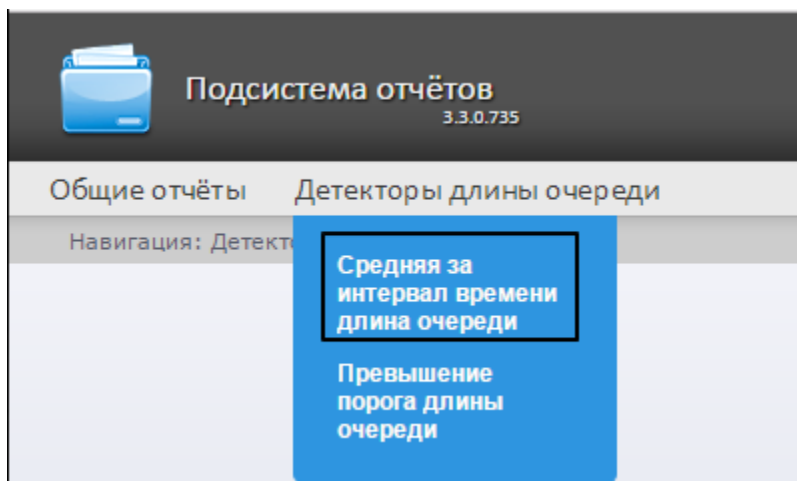 Подсистема отчётов
3.3.0.735
Общие отчёты Детекторы длины очереди
Навигация:
Средняя за
интервал времени
длина очереди
Превышение
порога длины
очереди